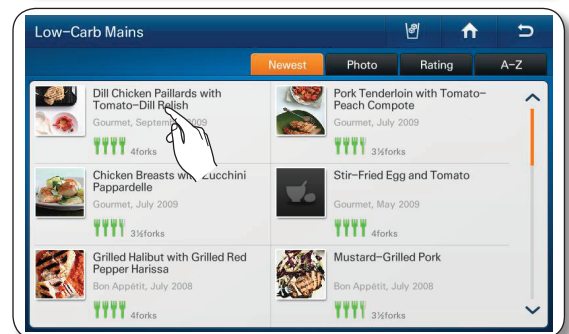 Low-Carb Mains
Newest
Photo
Rating
A-Z
Dill Chicken Paillards with
Tomato-Dill Relish
Gourmet, September 2009
4forks
Pork Tenderloin with Tomato-
Peach Compote
Gourmet, July 2009
3½forks
Chicken Breasts with Zucchini
Pappardelle
Gourmet, July 2009
3½forks
Stir-Fried Egg and Tomato
Gourmet, May 2009
4forks
Grilled Halibut with Grilled Red
Pepper Harissa
Bon Appétit, July 2008
4forks
Mustard-Grilled Pork
Bon Appétit, July 2008
3½forks